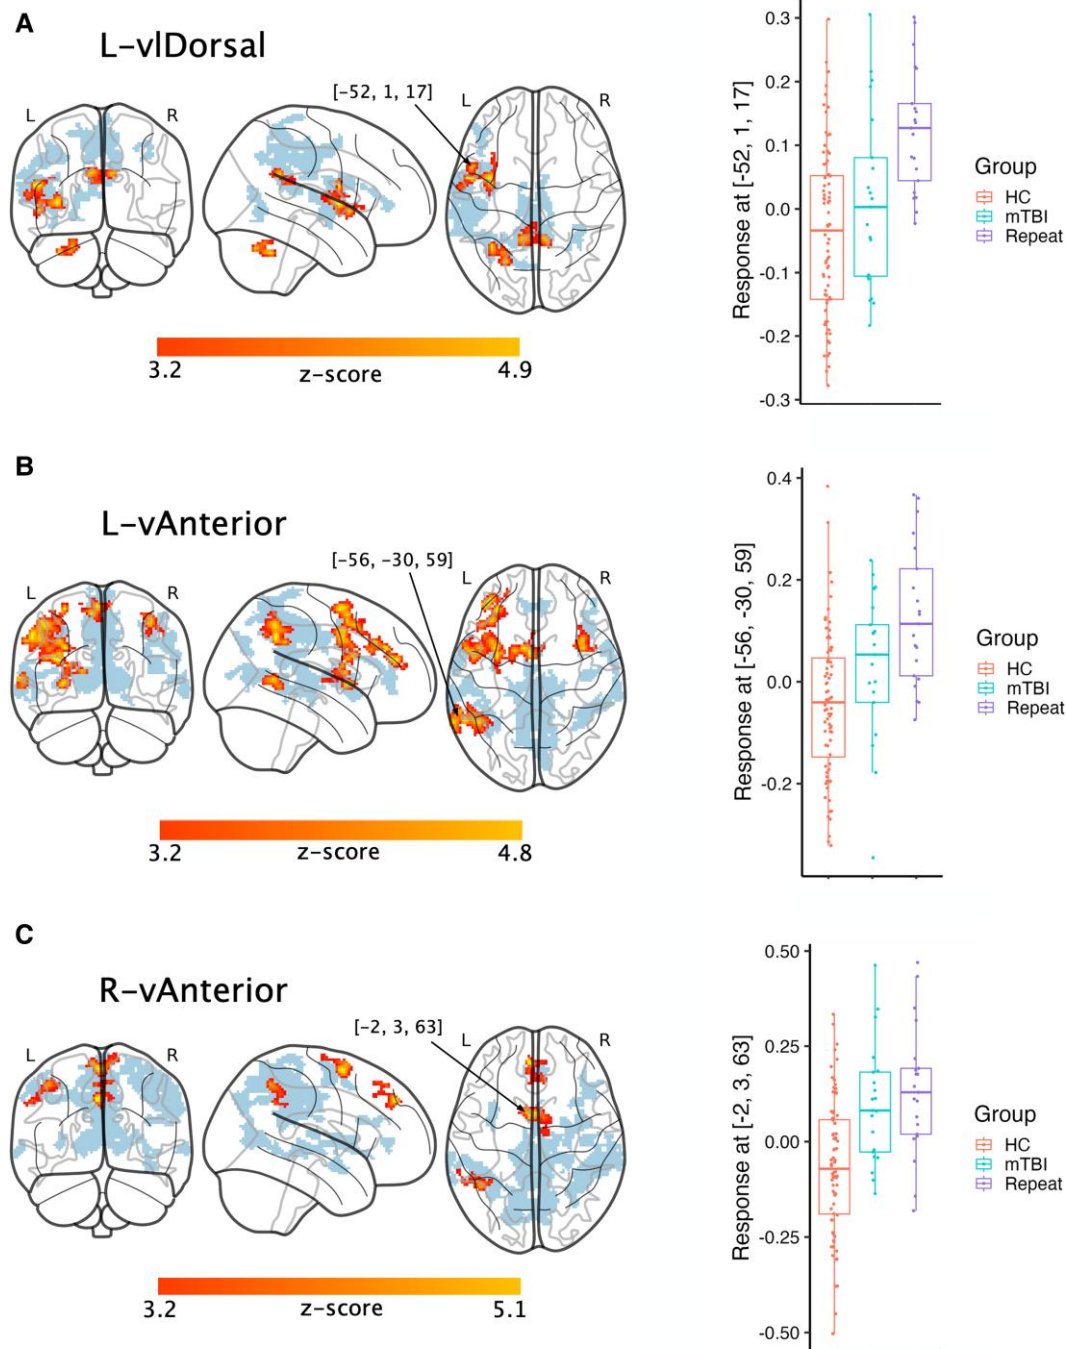 A
L-vlDorsal
[-52, 1, 17]
L
R
L
R
3.2
z-score
4.9
Response at [-52, 1, 17]
0.3
0.2
0.1
0.0
-0.1
-0.2
-0.3
Group
HC
mTBI
Repeat
B
L-vAnterior
[-56, -30, 59]
L
R
L
R
3.2
z-score
4.8
Response at [-56, -30, 59]
0.4
0.2
0.0
-0.2
Group
HC
mTBI
Repeat
C
R-vAnterior
[-2, 3, 63]
L
R
L
R
3.2
z-score
5.1
Response at [-2, 3, 63]
0.50
0.25
0.00
-0.25
-0.50
Group
HC
mTBI
Repeat